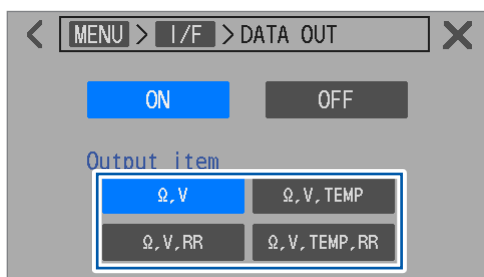 MENU > I/F > DATA OUT
ON OFF
Output item
Ω,V Ω,V,TEMP
Ω,V,RR Ω,V,TEMP,RR